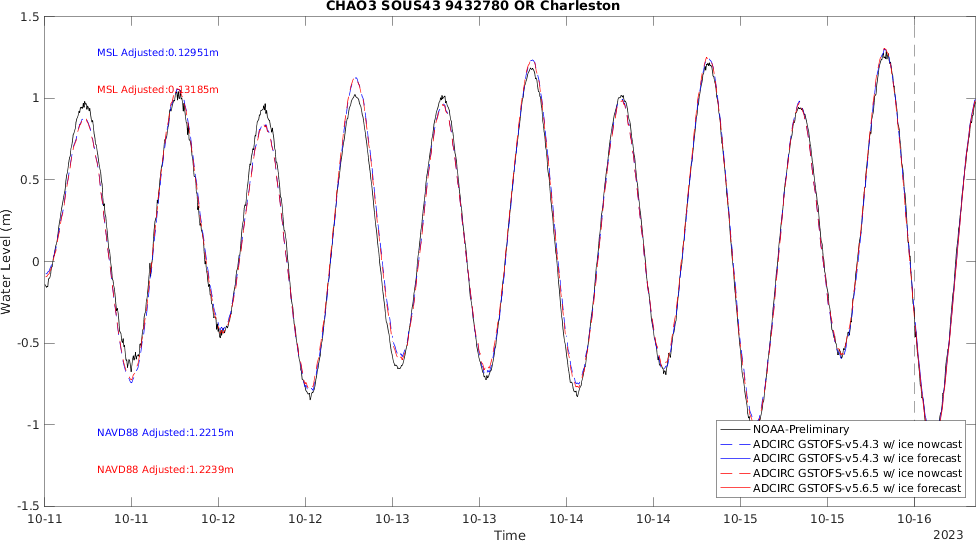 CHAO3 SOUS43 9432780 OR Charleston
1.5
MSL Adjusted:0.12951m
MSL Adjusted:0.13185m
1
0.5
0
-0.5
-1
-1.5
Water Level (m)
NAVD88 Adjusted:1.2215m
NAVD88 Adjusted:1.2239m
NOAA-Preliminary
ADCIRC GSTOFS-v5.4.3 w/ ice nowcast
ADCIRC GSTOFS-v5.4.3 w/ ice forecast
ADCIRC GSTOFS-v5.6.5 w/ ice nowcast
ADCIRC GSTOFS-v5.6.5 w/ ice forecast
10-11 10-11 10-12 10-12 10-13 10-13 10-14 10-14 10-15 10-15 10-16
Time
2023